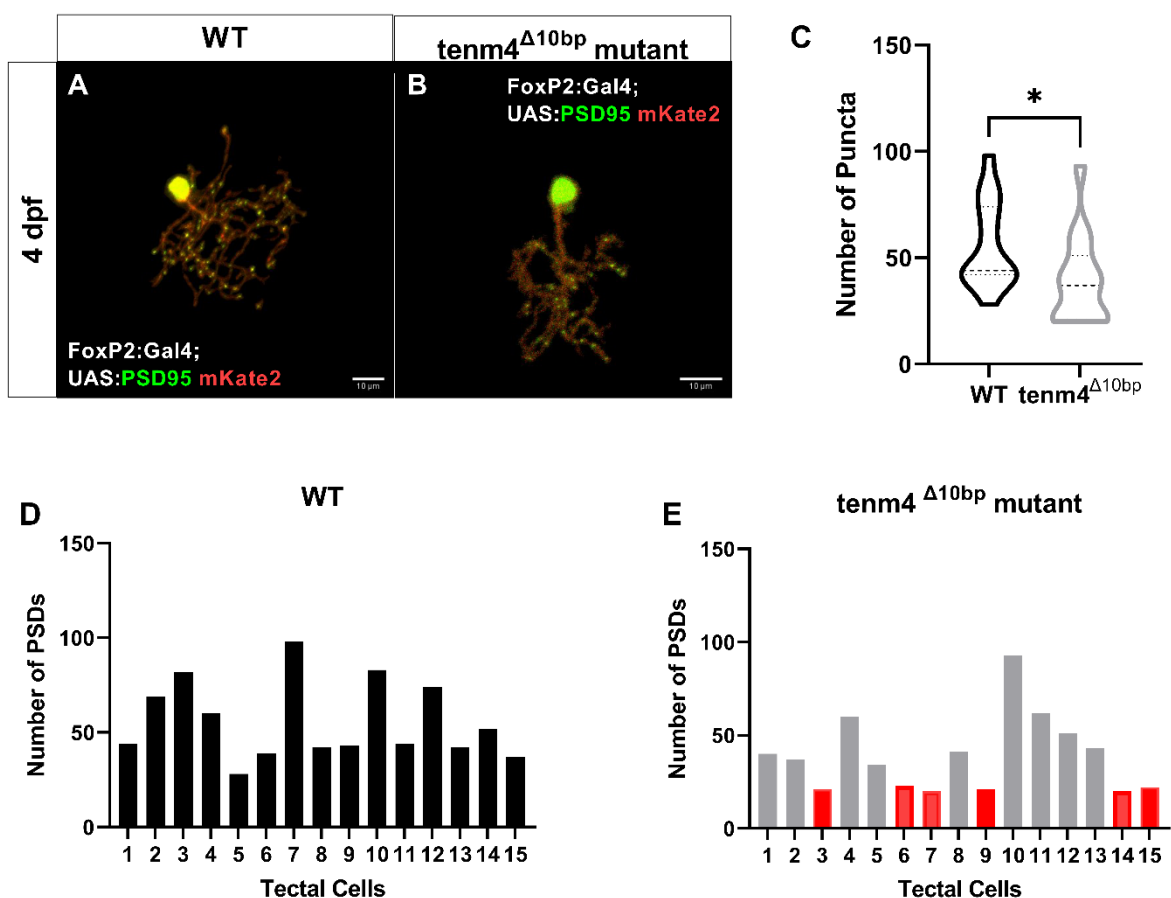 WT
tenm4Δ10bp mutant
4 dpf
A
FoxP2:Gal4;
UAS:PSD95 mKate2
10 µm
B
FoxP2:Gal4;
UAS:PSD95 mKate2
10 µm
C
Number of Puncta
150
100
50
0
*
WT tenm4Δ10bp
D
WT
Number of PSDs
150
100
50
0
1 2 3 4 5 6 7 8 9 10 11 12 13 14 15
Tectal Cells
E
tenm4 Δ10bp mutant
Number of PSDs
150
100
50
0
1 2 3 4 5 6 7 8 9 10 11 12 13 14 15
Tectal Cells